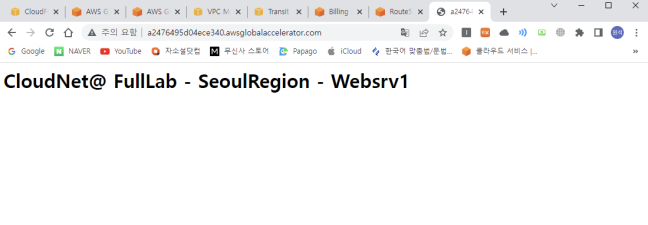 CloudF
AWS G
AWS G
VPC M
Transit
Billing
Route5
a2476-
주의 요함 | a2476495d04ece340.awsglobalaccelerator.com
Google
NAVER
YouTube
자소설닷컴
무신사 스토어
Papago
iCloud
한국어 맞춤법/문법...
클라우드 서비스 |...
CloudNet@ FullLab - SeoulRegion - Websrv1